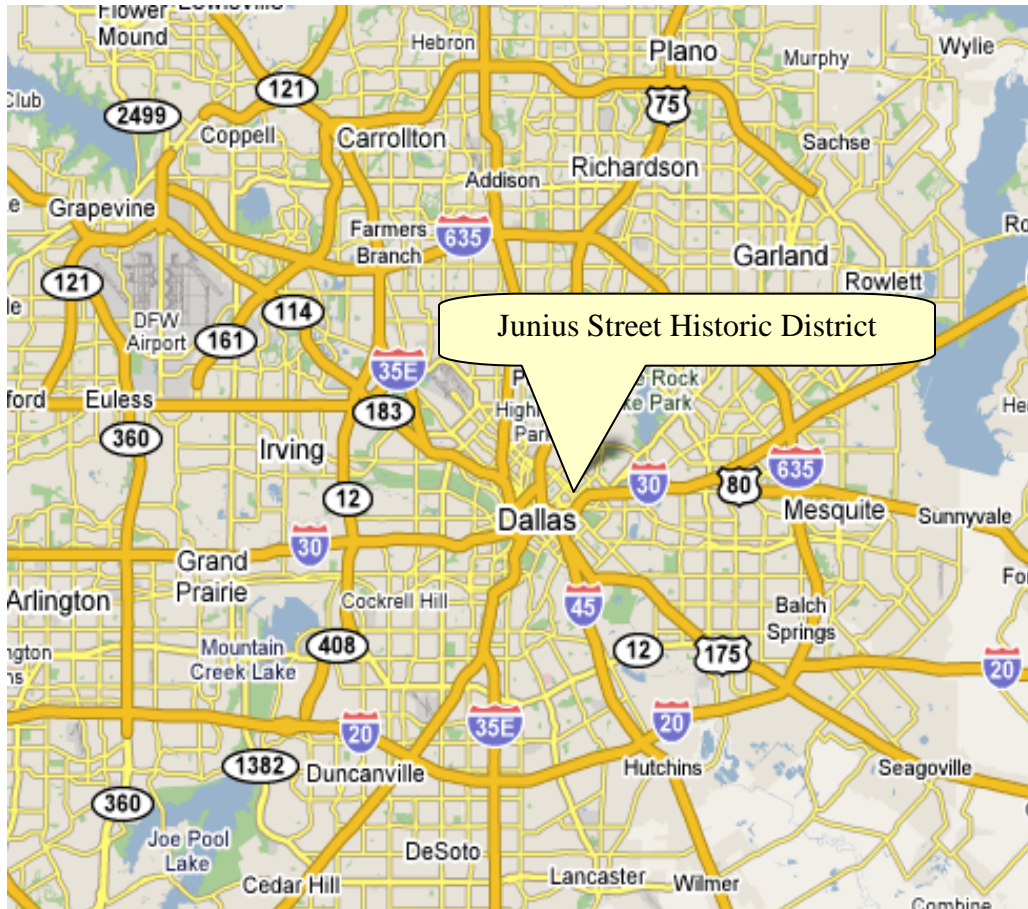 Flower
Mound
Lewisville
Hebron
Plano
Murphy
Wylie
Club
2499
121
Coppell
Carrollton
75
Sachse
Addison
Richardson
Grapevine
Farmers
Branch
635
Garland
Rowlett
121
DFW
Airport
161
114
Junius Street Historic District
35E
Rock
Park
Euless
183
Park
360
Irving
12
30
80
635
Mesquite
Sunnyvale
Dallas
30
Grand
Prairie
Arlington
Cockrell Hill
45
Balch
Springs
Mountain
Creek Lake
408
12
175
20
20
35E
20
1382
Duncanville
Hutchins
Seagoville
360
Joe Pool
Lake
DeSoto
Cedar Hill
Lancaster
Wilmer
Combine